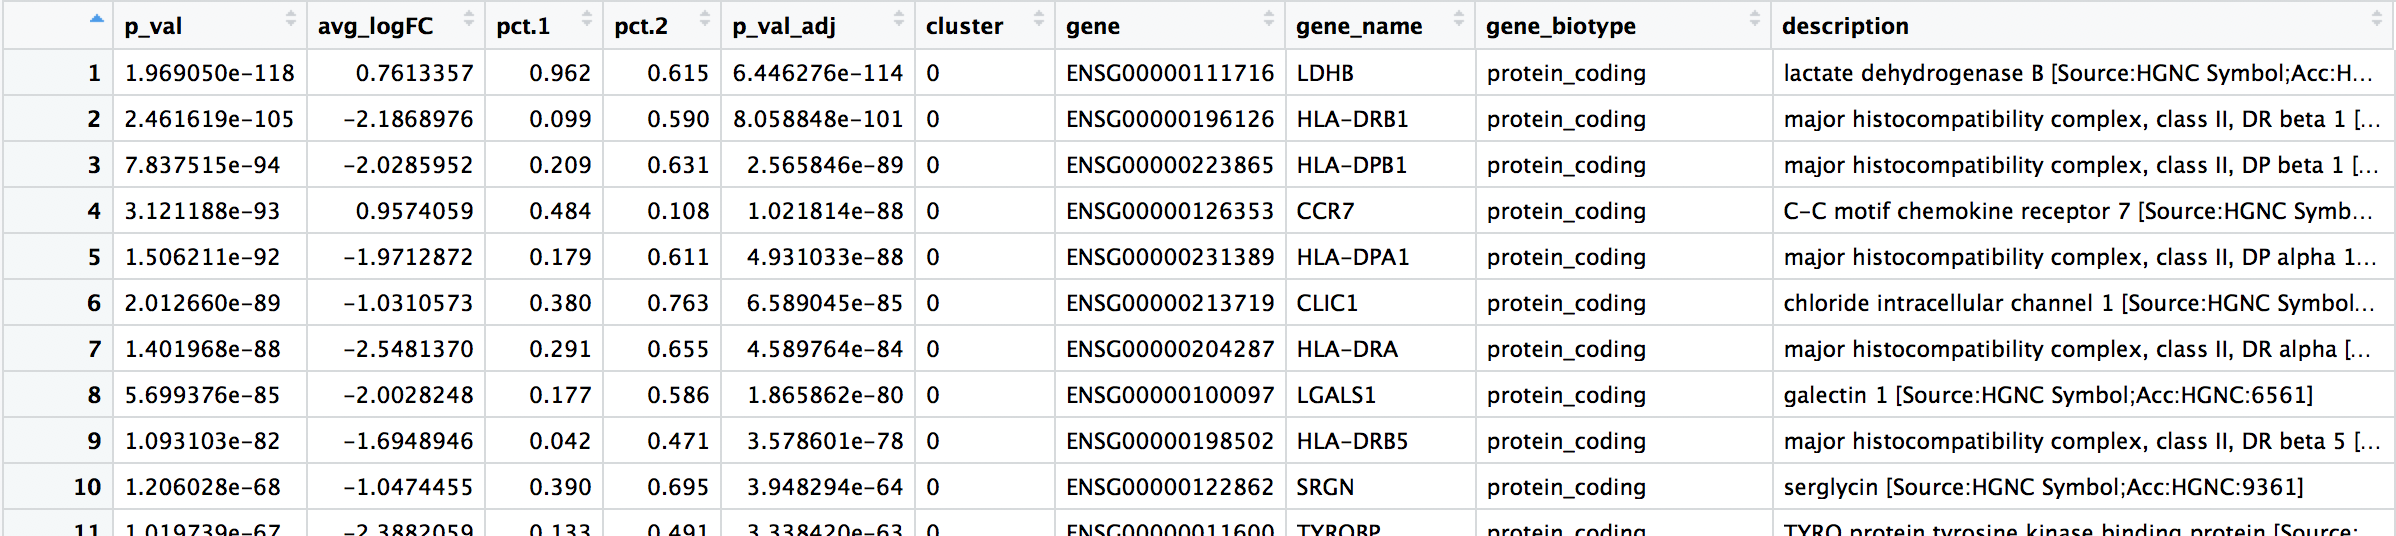 p_val avg_logFC pct.1 pct.2 p_val_adj cluster gene gene_name gene_biotype description
1 1.969050e-118 0.7613357 0.962 0.615 6.446276e-114 0 ENSG00000111716 LDHB protein_coding lactate dehydrogenase B [Source:HGNC Symbol;Acc:H...
2 2.461619e-105 -2.1868976 0.099 0.590 8.058848e-101 0 ENSG00000196126 HLA-DRB1 protein_coding major histocompatibility complex, class II, DR beta 1 [...
3 7.837515e-94 -2.0285952 0.209 0.631 2.565846e-89 0 ENSG00000223865 HLA-DPB1 protein_coding major histocompatibility complex, class II, DP beta 1 [...
4 3.121188e-93 0.9574059 0.484 0.108 1.021814e-88 0 ENSG00000126353 CCR7 protein_coding C-C motif chemokine receptor 7 [Source:HGNC Symb...
5 1.506211e-92 -1.9712872 0.179 0.611 4.931033e-88 0 ENSG00000231389 HLA-DPA1 protein_coding major histocompatibility complex, class II, DP alpha 1...
6 2.012660e-89 -1.0310573 0.380 0.763 6.589045e-85 0 ENSG00000213719 CLIC1 protein_coding chloride intracellular channel 1 [Source:HGNC Symbol...
7 1.401968e-88 -2.5481370 0.291 0.655 4.589764e-84 0 ENSG00000204287 HLA-DRA protein_coding major histocompatibility complex, class II, DR alpha [...
8 5.699376e-85 -2.0028248 0.177 0.586 1.865862e-80 0 ENSG00000100097 LGALS1 protein_coding galectin 1 [Source:HGNC Symbol;Acc:HGNC:6561]
9 1.093103e-82 -1.6948946 0.042 0.471 3.578601e-78 0 ENSG00000198502 HLA-DRB5 protein_coding major histocompatibility complex, class II, DR beta 5 [...
10 1.206028e-68 -1.0474455 0.390 0.695 3.948294e-64 0 ENSG00000122862 SRGN protein_coding serglycin [Source:HGNC Symbol;Acc:HGNC:9361]
11 1.019739e-67 -2.3882059 0.133 0.491 3.338420e-63 0 ENSG00000011600 TYROBP protein_coding TYRO protein tyrosine kinase binding protein [Source: